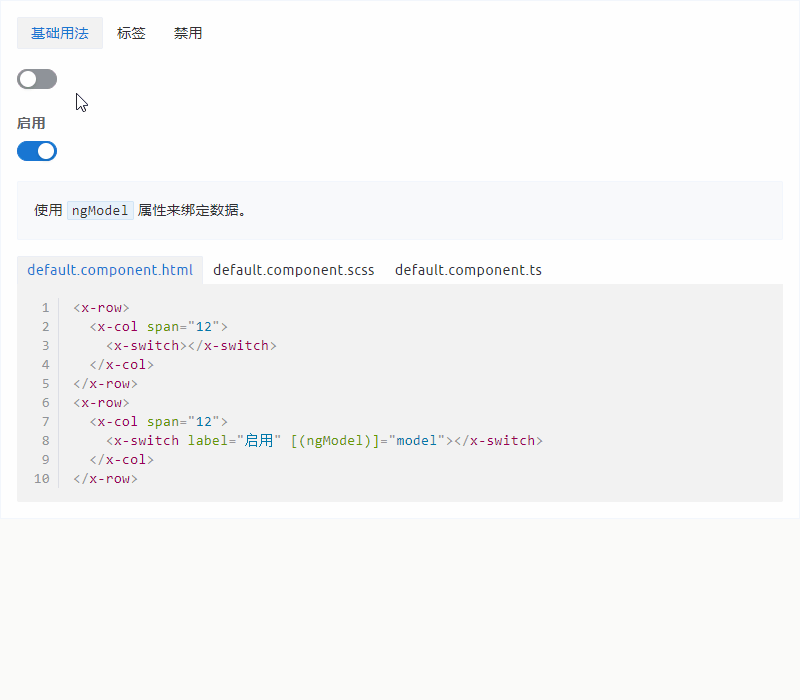 基础用法 标签 禁用
启用
使用 ngModel 属性来绑定数据。
default.component.html default.component.scss default.component.ts
1 <x-row>
2   <x-col span="12">
3     <x-switch></x-switch>
4   </x-col>
5 </x-row>
6 <x-row>
7   <x-col span="12">
8     <x-switch label="启用" [(ngModel)]="model"></x-switch>
9   </x-col>
10 </x-row>